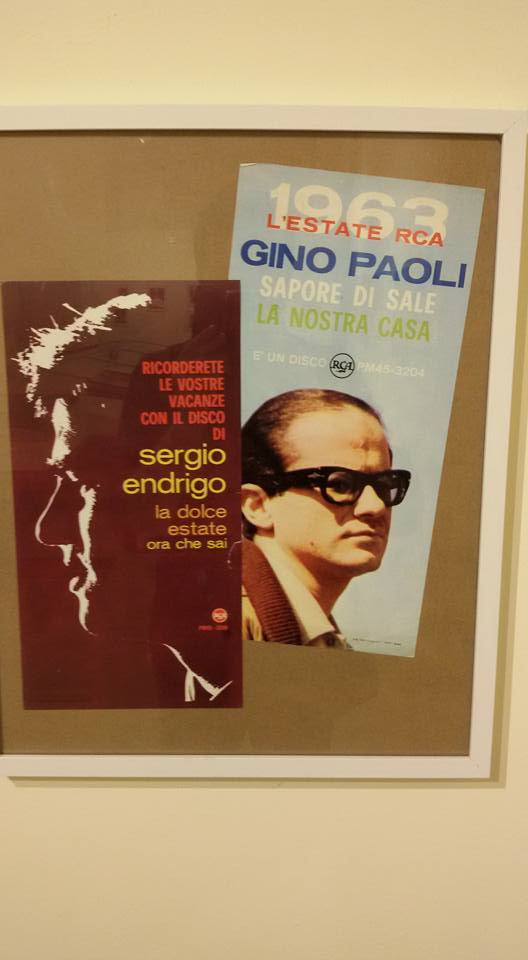 RICORDERETE
LE VOSTRE
VACANZE
CON IL DISCO
DI
sergio
endrigo
la dolce
estate
ora che sai
RCA
1963
L'ESTATE RCA
GINO PAOLI
SAPORE DI SALE
LA NOSTRA CASA
E' UN DISCO RCA PM45-3204